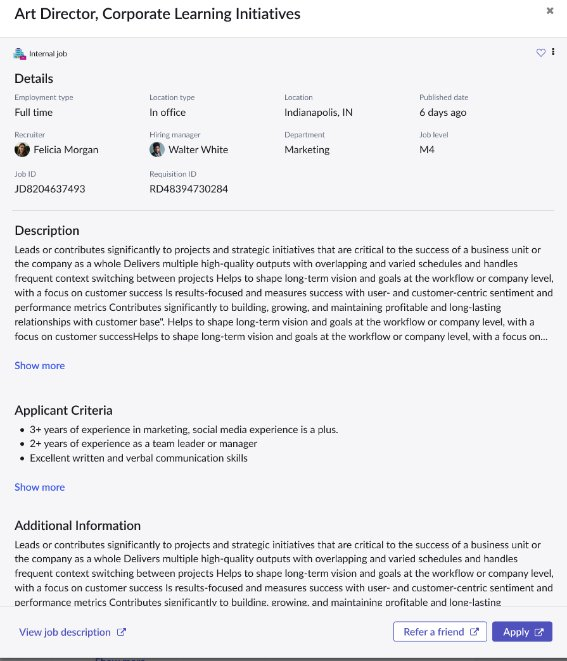 Art Director, Corporate Learning Initiatives
Internal job
Details
Employment type
Location type
Location
Published date
Full time
In office
Indianapolis, IN
6 days ago
Recruiter
Hiring manager
Department
Job level
Felicia Morgan
Walter White
Marketing
M4
Job ID
Requisition ID
JD8204637493
RD48394730284
Description
Leads or contributes significantly to projects and strategic initiatives that are critical to the success of a business unit or
the company as a whole Delivers multiple high-quality outputs with overlapping and varied schedules and handles
frequent context switching between projects Helps to shape long-term vision and goals at the workflow or company level,
with a focus on customer success Is results-focused and measures success with user- and customer-centric sentiment and
performance metrics Contributes significantly to building, growing, and maintaining profitable and long-lasting
relationships with customer base". Helps to shape long-term vision and goals at the workflow or company level, with a
focus on customer successHelps to shape long-term vision and goals at the workflow or company level, with a focus on...
Show more
Applicant Criteria
• 3+ years of experience in marketing, social media experience is a plus.
• 2+ years of experience as a team leader or manager
• Excellent written and verbal communication skills
Show more
Additional Information
Leads or contributes significantly to projects and strategic initiatives that are critical to the success of a business unit or
the company as a whole Delivers multiple high-quality outputs with overlapping and varied schedules and handles
frequent context switching between projects Helps to shape long-term vision and goals at the workflow or company level,
with a focus on customer success Is results-focused and measures success with user- and customer-centric sentiment and
performance metrics Contributes significantly to building, growing, and maintaining profitable and long-lasting
View job description
Refer a friend
Apply